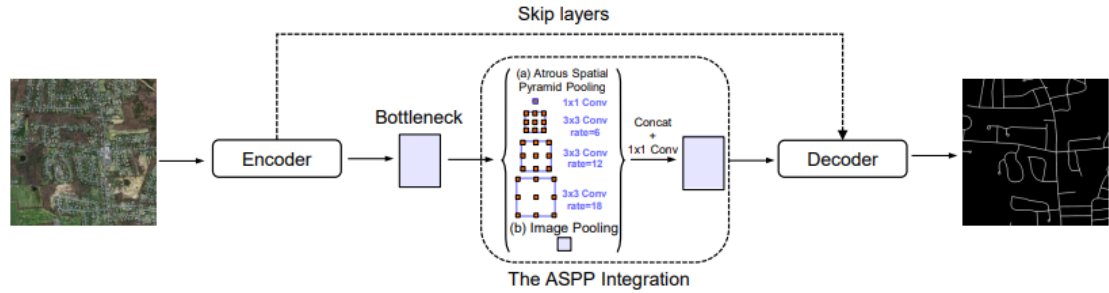 Skip layers
(a) Atrous Spatial
Pyramid Pooling
1x1 Conv
3x3 Conv
rate=6
3x3 Conv
rate=12
3x3 Conv
rate=18
(b) Image Pooling
Bottleneck
Encoder
Concat
+
1x1 Conv
Decoder
The ASPP Integration